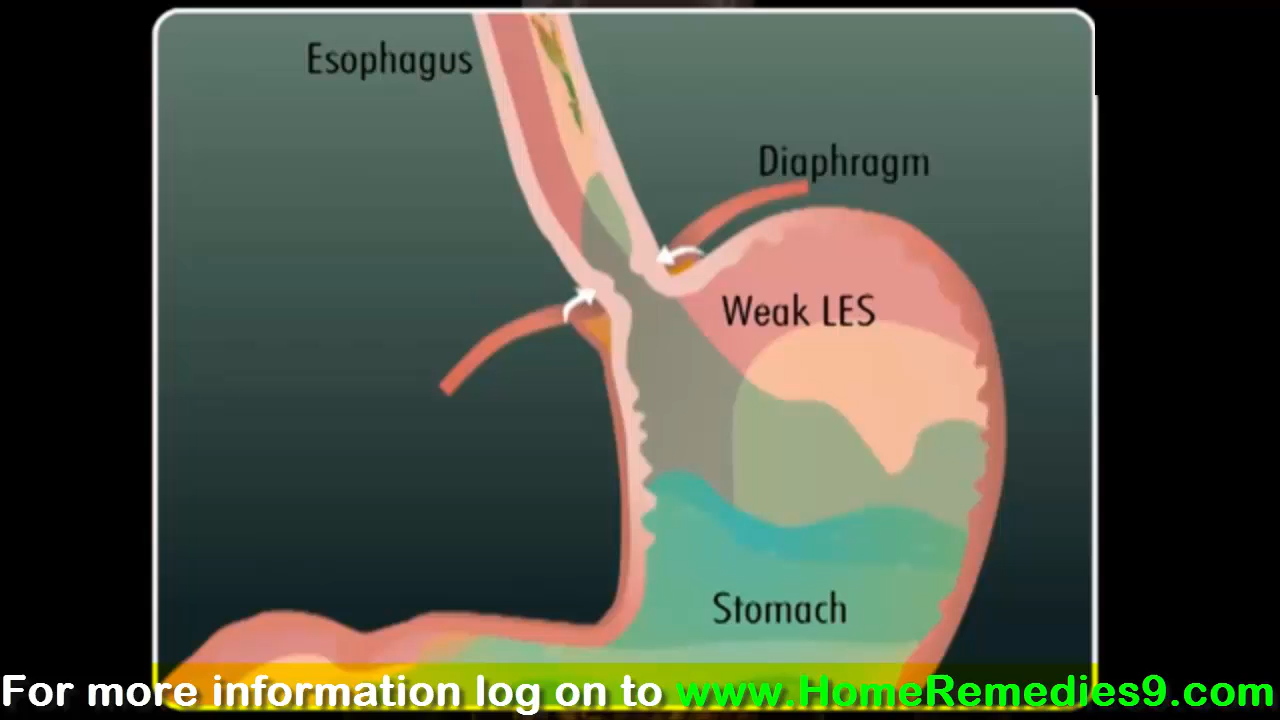 Esophagus
Diaphragm
Weak LES
Stomach
For more information log on to www.HomeRemedies9.com